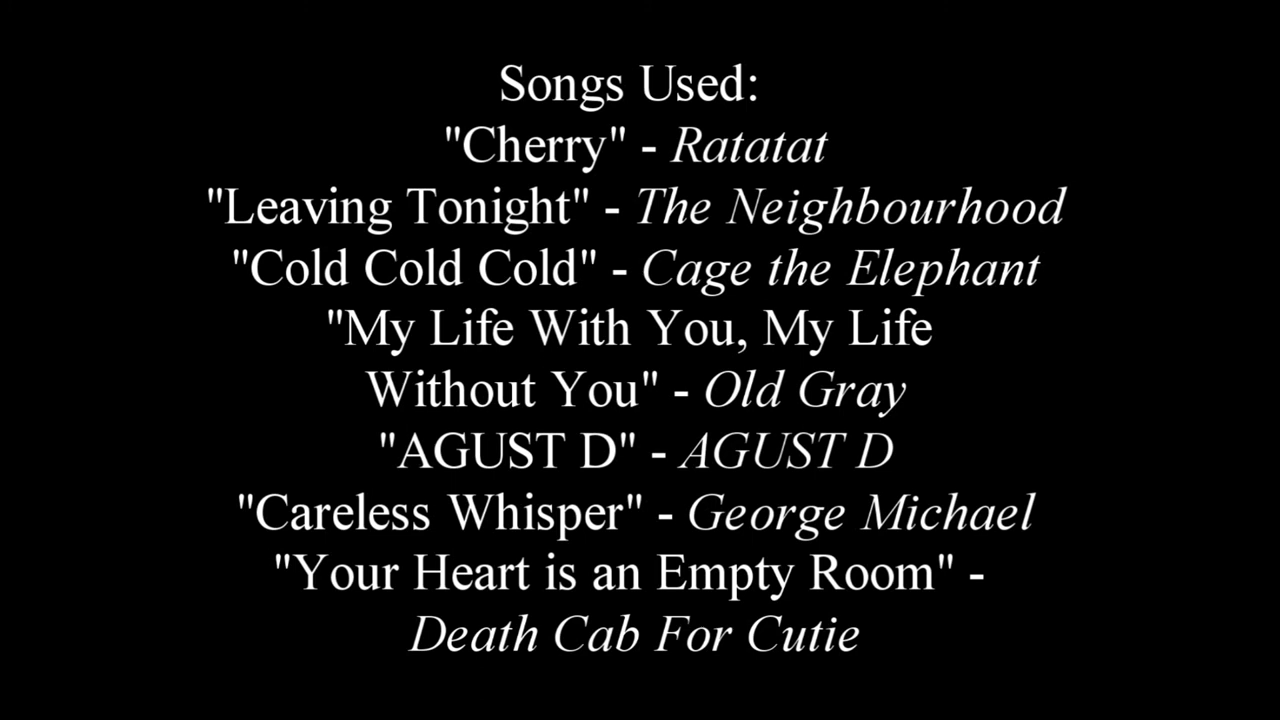 Songs Used:
"Cherry" - Ratatat
"Leaving Tonight" - The Neighbourhood
"Cold Cold Cold" - Cage the Elephant
"My Life With You, My Life
Without You" - Old Gray
"AGUST D" - AGUST D
"Careless Whisper" - George Michael
"Your Heart is an Empty Room" -
Death Cab For Cutie